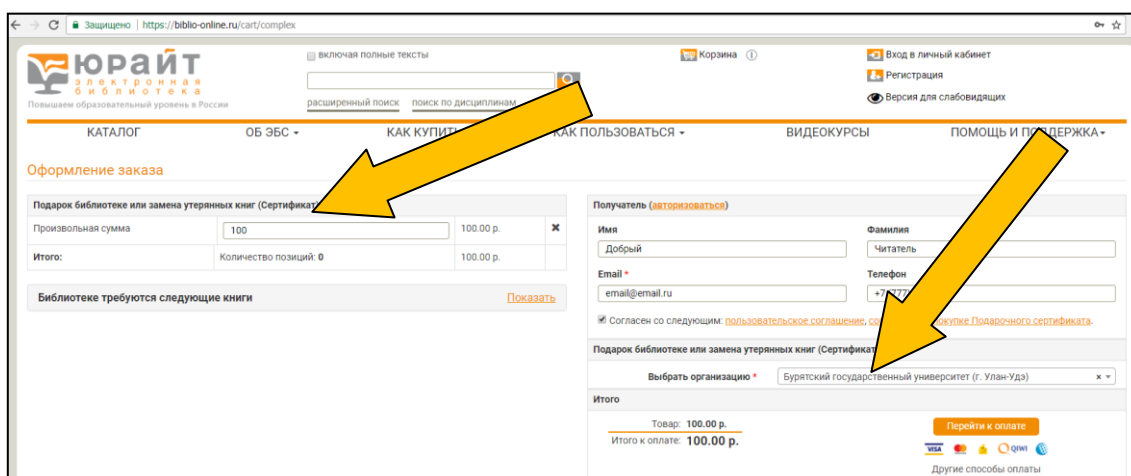 Защищено | https://biblio-online.ru/cart/complex
юрайт
электронная
библиотека
Повышаем образовательный уровень в России
включая полные тексты
расширенный поиск поиск по дисциплинам
Корзина
Вход в личный кабинет
Регистрация
Версия для слабовидящих
КАТАЛОГ ОБ ЭБС КАК КУПИТЬ КАК ПОЛЬЗОВАТЬСЯ ВИДЕОКУРСЫ ПОМОЩЬ И ПОДДЕРЖКА
Оформление заказа
Подарок библиотеке или замена утерянных книг (Сертификат)
Произвольная сумма 100 100.00 р.
Итого: Количество позиций: 0 100.00 р.
Библиотеке требуются следующие книги Показать
Получатель (авторизоваться)
Имя Фамилия
Добрый Читатель
Email * Телефон
email@email.ru
Согласен со следующим: пользовательское соглашение, покупке Подарочного сертификата.
Подарок библиотеке или замена утерянных книг (Сертификат
Выбрать организацию * Бурятский государственный университет (г. Улан-Удэ)
Итого
Товар: 100.00 р.
Итого к оплате: 100.00 р.
Перейти к оплате
VISA QIWI
Другие способы оплаты